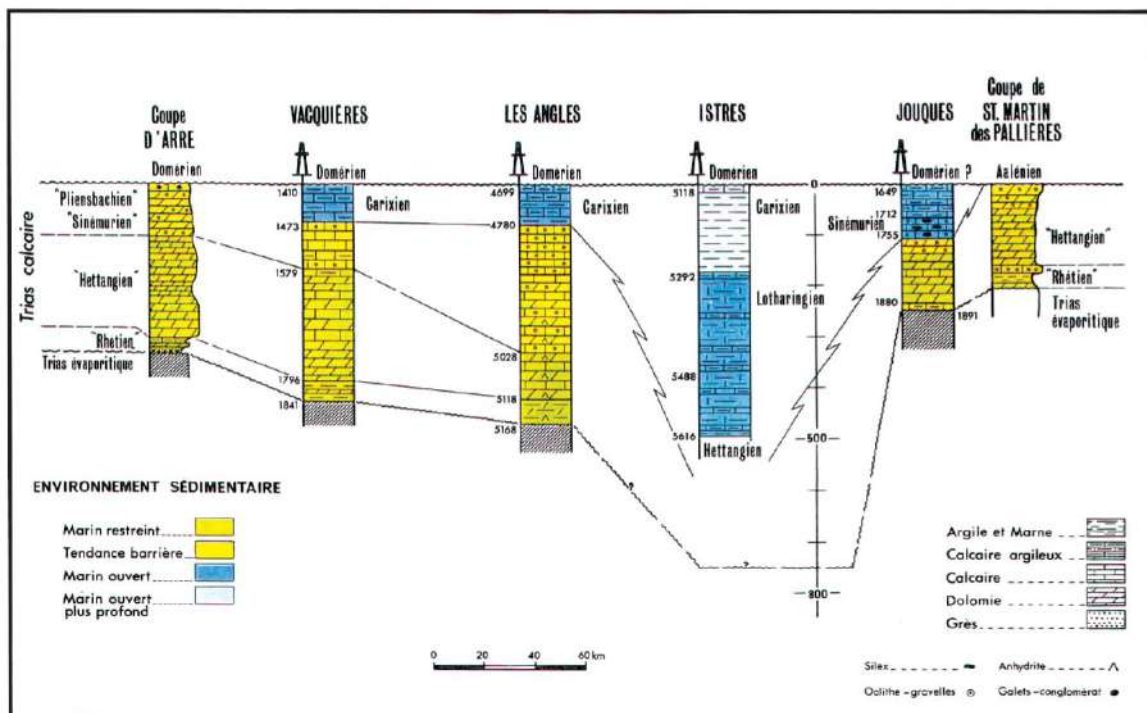 Coupe
D'ARRE
VACQUIÈRES
LES ANGLES
ISTRES
JOUQUES
Coupe de
ST. MARTIN
des PALLIÈRES
Domérien
Domérien
Domérien
Domérien
Domérien ?
Aalénien
Trias calcaire
"Pliensbachien"
"Sinémurien"
"Hettangien"
"Rhétien"
Trias évaporitique
1410
1473
1579
1796
1841
Carixien
4699
4780
5028
5118
5168
Carixien
5118
5292
5488
5616
Carixien
Lotharingien
Hettangien
0
500
800
Sinémurien
1649
1712
1755
1880
1891
"Hettangien"
"Rhétien"
Trias
évaporitique
?
?
ENVIRONNEMENT SÉDIMENTAIRE
Marin restreint
Tendance barrière
Marin ouvert
Marin ouvert
plus profond
0 20 40 60 km
Argile et Marne
Calcaire argileux
Calcaire
Dolomie
Grès
Silex
Anhydrite
Oolithe-gravelles
Galets-conglomérat